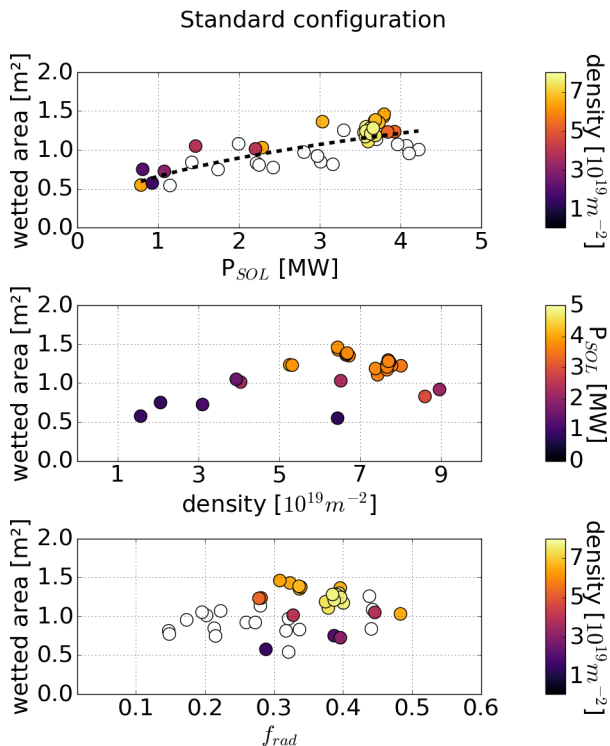 Standard configuration
wetted area [m²]
2.0
1.5
1.0
0.5
0.0
0 1 2 3 4 5
P_SOL [MW]
7
5
3
1
density [10^19 m^−2]
wetted area [m²]
2.0
1.5
1.0
0.5
0.0
1 3 5 7 9
density [10^19 m^−2]
5
4
3
2
1
0
P_SOL [MW]
wetted area [m²]
2.0
1.5
1.0
0.5
0.0
0.1 0.2 0.3 0.4 0.5 0.6
f_rad
7
5
3
1
density [10^19 m^−2]